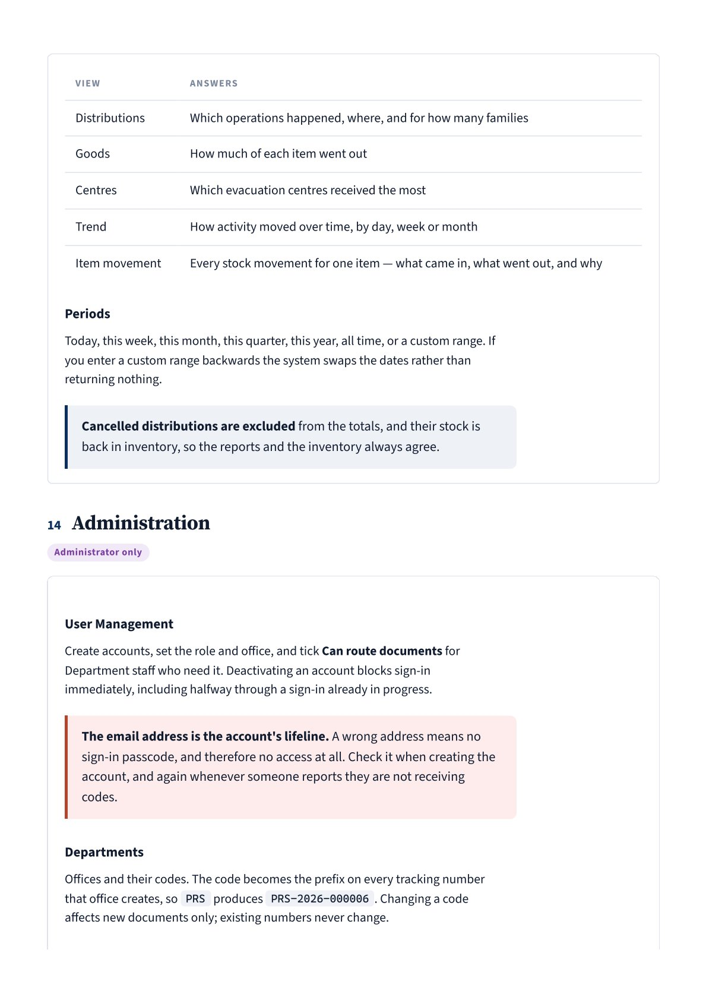 VIEW ANSWERS
Distributions Which operations happened, where, and for how many families
Goods How much of each item went out
Centres Which evacuation centres received the most
Trend How activity moved over time, by day, week or month
Item movement Every stock movement for one item — what came in, what went out, and why
Periods
Today, this week, this month, this quarter, this year, all time, or a custom range. If
you enter a custom range backwards the system swaps the dates rather than
returning nothing.
Cancelled distributions are excluded from the totals, and their stock is
back in inventory, so the reports and the inventory always agree.
14 Administration
Administrator only
User Management
Create accounts, set the role and office, and tick Can route documents for
Department staff who need it. Deactivating an account blocks sign-in
immediately, including halfway through a sign-in already in progress.
The email address is the account's lifeline. A wrong address means no
sign-in passcode, and therefore no access at all. Check it when creating the
account, and again whenever someone reports they are not receiving
codes.
Departments
Offices and their codes. The code becomes the prefix on every tracking number
that office creates, so PRS produces PRS-2026-000006. Changing a code
affects new documents only; existing numbers never change.